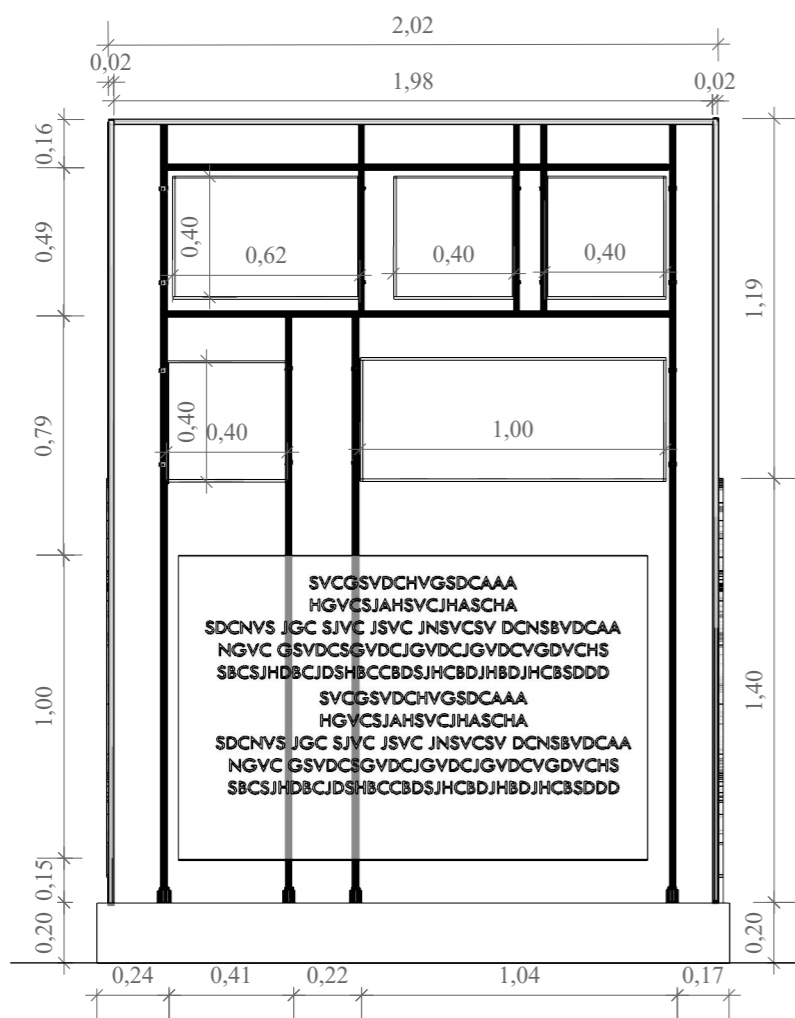 2,02
0,02
1,98
0,02
0,16
0,49
0,40
0,62
0,40
0,40
1,19
0,79
0,40
0,40
1,00
SVCGSVDCHVGSDCAAA
HGVCSJAHSVCJHASCHA
SDCNVS JGC SJVC JSVC JNSVCSV DCNSBVDCAA
NGVC GSVDCSGVDCJGVDCJGVDCVGDVCHS
SBCSJHDBCJDSHBCCBDSJHCBDJHBDJHCBSDDD
SVCGSVDCHVGSDCAAA
HGVCSJAHSVCJHASCHA
SDCNVS JGC SJVC JSVC JNSVCSV DCNSBVDCAA
NGVC GSVDCSGVDCJGVDCJGVDCVGDVCHS
SBCSJHDBCJDSHBCCBDSJHCBDJHBDJHCBSDDD
1,00
1,40
0,15
0,20
0,20
0,24
0,41
0,22
1,04
0,17